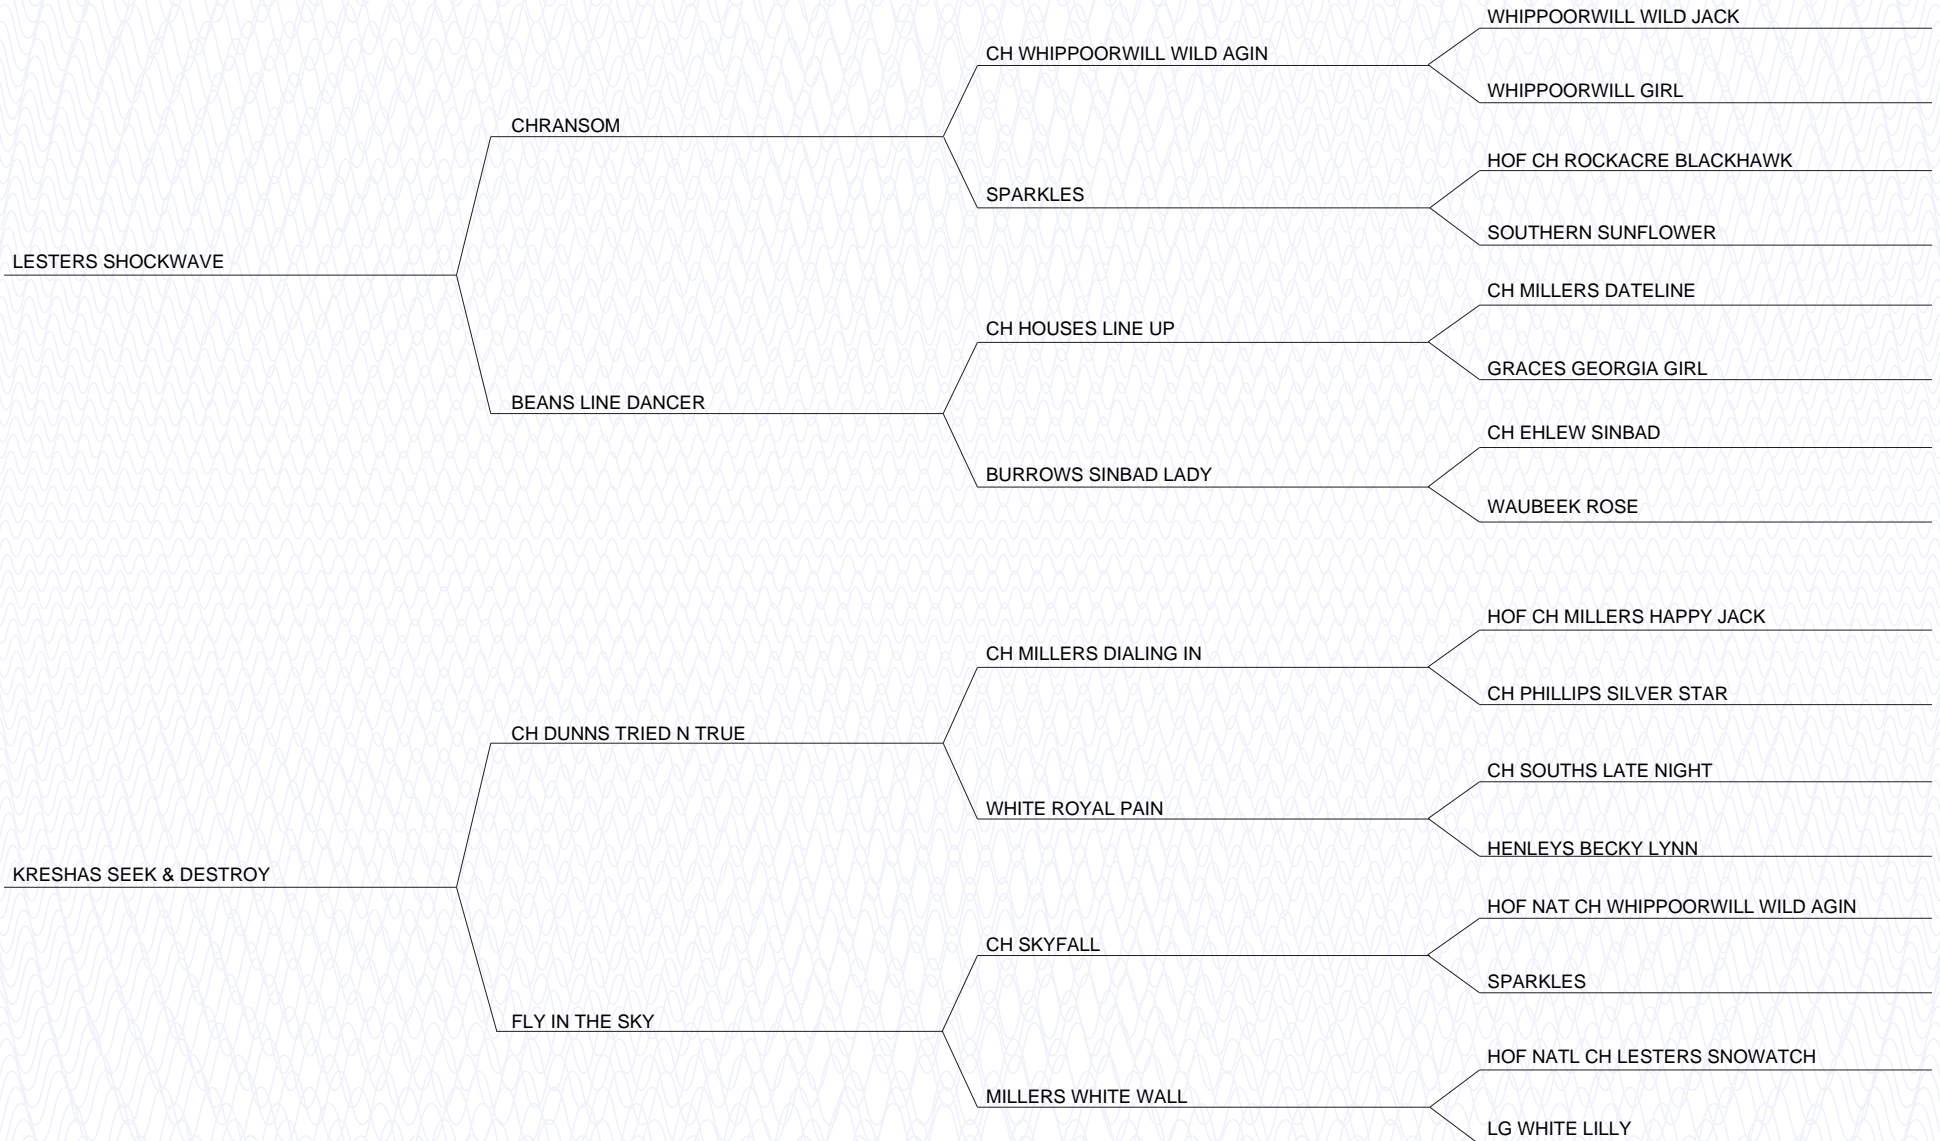 WHIPPOORWILL WILD JACK
CH WHIPPOORWILL WILD AGIN
WHIPPOORWILL GIRL
CHRANSOM
HOF CH ROCKACRE BLACKHAWK
SPARKLES
SOUTHERN SUNFLOWER
LESTERS SHOCKWAVE
CH MILLERS DATELINE
CH HOUSES LINE UP
GRACES GEORGIA GIRL
BEANS LINE DANCER
CH EHLEW SINBAD
BURROWS SINBAD LADY
WAUBEEK ROSE
HOF CH MILLERS HAPPY JACK
CH MILLERS DIALING IN
CH PHILLIPS SILVER STAR
CH DUNNS TRIED N TRUE
CH SOUTHS LATE NIGHT
WHITE ROYAL PAIN
HENLEYS BECKY LYNN
KRESHAS SEEK & DESTROY
HOF NAT CH WHIPPOORWILL WILD AGIN
CH SKYFALL
SPARKLES
FLY IN THE SKY
HOF NATL CH LESTERS SNOWATCH
MILLERS WHITE WALL
LG WHITE LILLY